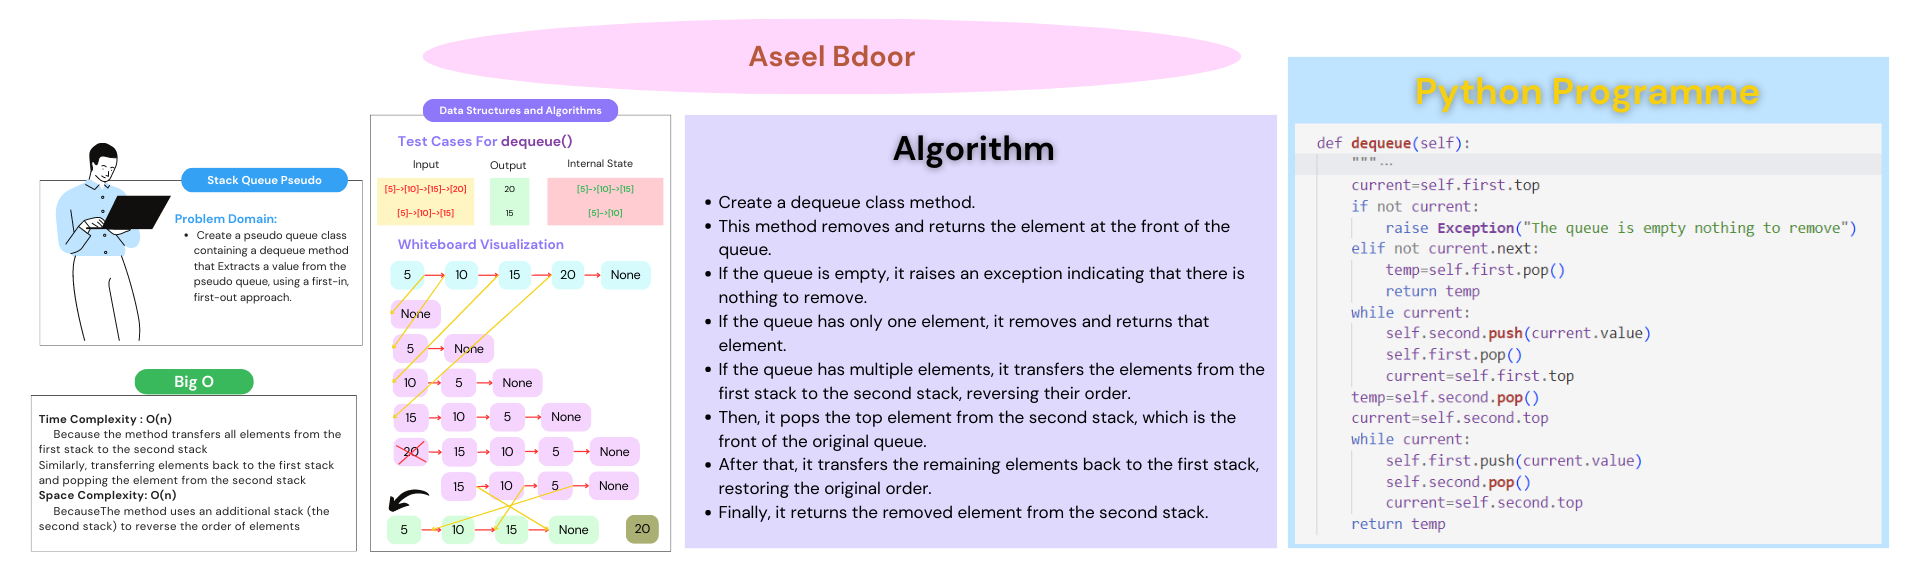 Aseel Bdoor
Stack Queue Pseudo
Problem Domain:
• Create a pseudo queue class
containing a dequeue method
that Extracts a value from the
pseudo queue, using a first-in,
first-out approach.
Big O
Time Complexity : O(n)
Because the method transfers all elements from the
first stack to the second stack
Similarly, transferring elements back to the first stack
and popping the element from the second stack
Space Complexity: O(n)
BecauseThe method uses an additional stack (the
second stack) to reverse the order of elements
Data Structures and Algorithms
Test Cases For dequeue()
Input Output Internal State
[5]->[10]->[15]->[20] 20 [5]->[10]->[15]
[5]->[10]->[15] 15 [5]->[10]
Whiteboard Visualization
5 10 15 20 None
None
5 None
10 5 None
15 10 5 None
20 15 10 5 None
15 10 5 None
5 10 15 None 20
Algorithm
• Create a dequeue class method.
• This method removes and returns the element at the front of the
queue.
• If the queue is empty, it raises an exception indicating that there is
nothing to remove.
• If the queue has only one element, it removes and returns that
element.
• If the queue has multiple elements, it transfers the elements from the
first stack to the second stack, reversing their order.
• Then, it pops the top element from the second stack, which is the
front of the original queue.
• After that, it transfers the remaining elements back to the first stack,
restoring the original order.
• Finally, it returns the removed element from the second stack.
Python Programme
def dequeue(self):
"""...
current=self.first.top
if not current:
raise Exception("The queue is empty nothing to remove")
elif not current.next:
temp=self.first.pop()
return temp
while current:
self.second.push(current.value)
self.first.pop()
current=self.first.top
temp=self.second.pop()
current=self.second.top
while current:
self.first.push(current.value)
self.second.pop()
current=self.second.top
return temp